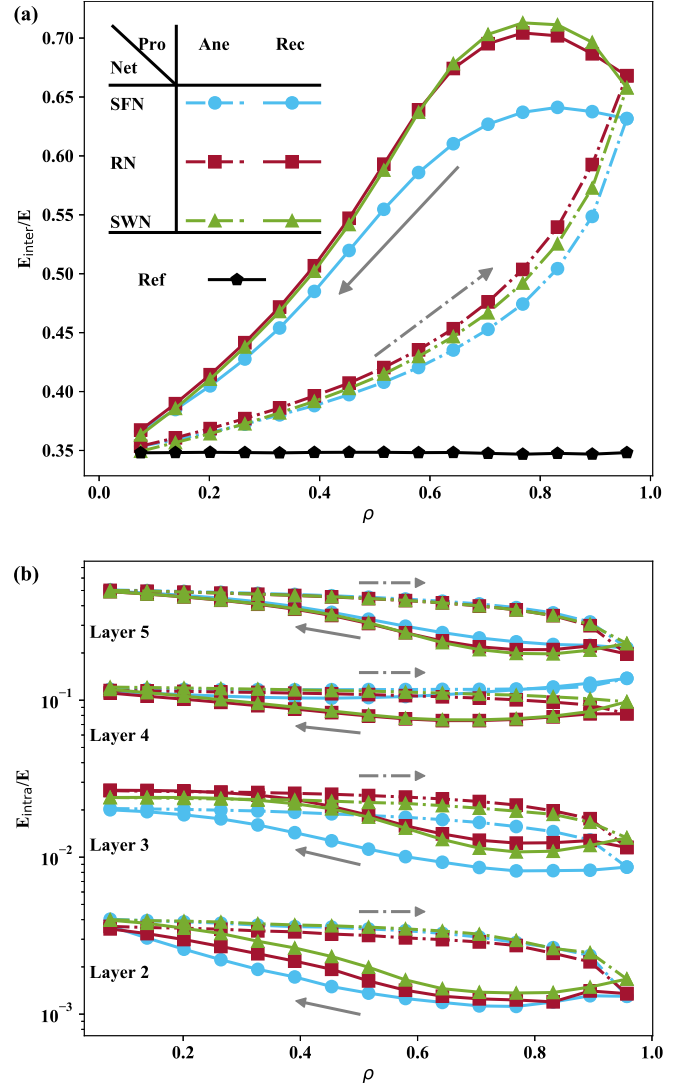 (a)
Pro Ane Rec
Net
SFN
RN
SWN
Ref
E_inter/E
0.70
0.65
0.60
0.55
0.50
0.45
0.40
0.35
0.0 0.2 0.4 0.6 0.8 1.0
ρ
(b)
Layer 5
Layer 4
Layer 3
Layer 2
E_intra/E
10⁻¹
10⁻²
10⁻³
0.2 0.4 0.6 0.8 1.0
ρ